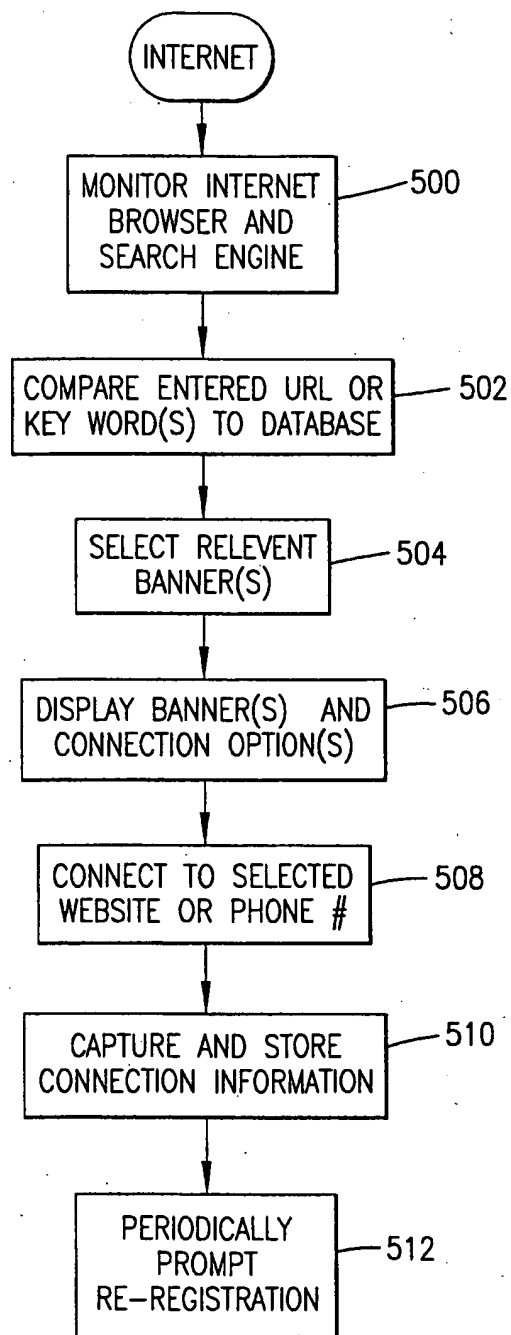 INTERNET
MONITOR INTERNET
BROWSER AND
SEARCH ENGINE
500
COMPARE ENTERED URL OR
KEY WORD(S) TO DATABASE
502
SELECT RELEVENT
BANNER(S)
504
DISPLAY BANNER(S) AND
CONNECTION OPTION(S)
506
CONNECT TO SELECTED
WEBSITE OR PHONE #
508
CAPTURE AND STORE
CONNECTION INFORMATION
510
PERIODICALLY
PROMPT
RE-REGISTRATION
512